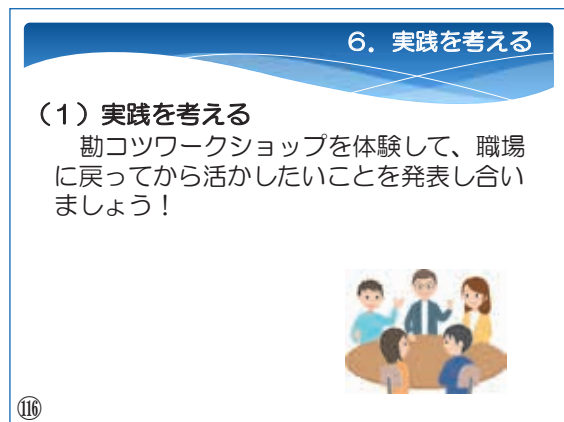 ６．実践を考える
（１）実践を考える
　勘コツワークショップを体験して、職場
に戻ってから活かしたいことを発表し合い
ましょう！
⑯